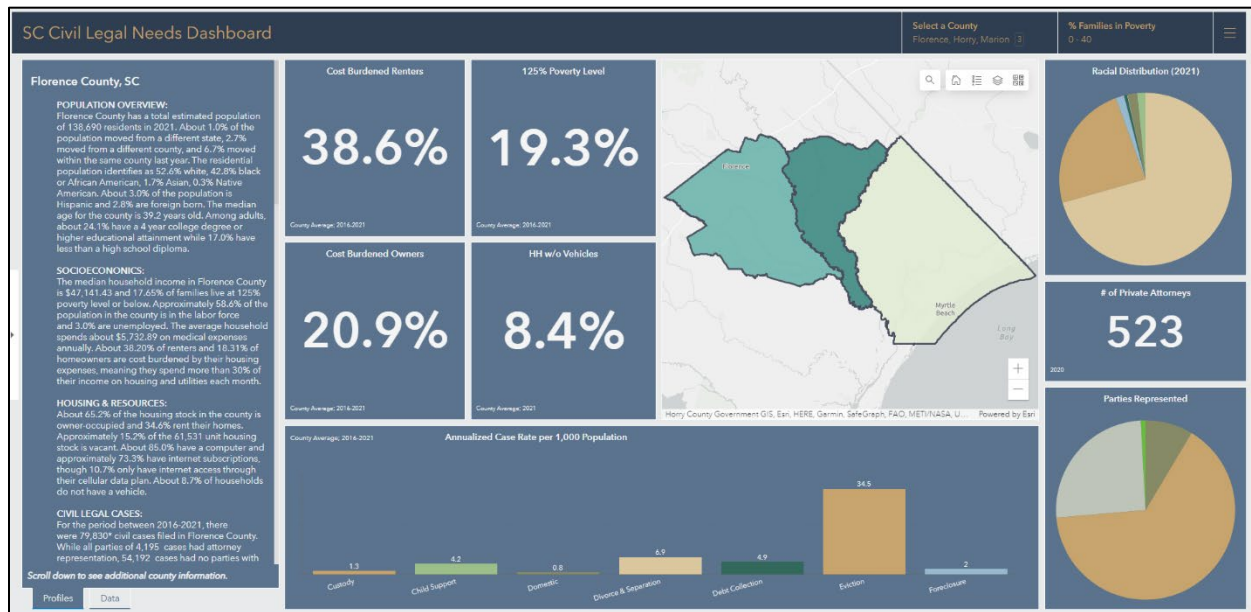 SC Civil Legal Needs Dashboard
Select a County
Florence, Horry, Marion 3
% Families in Poverty
0 - 40
Florence County, SC
POPULATION OVERVIEW:
Florence County has a total estimated population
of 138,690 residents in 2021. About 1.0% of the
population moved from a different state, 2.7%
moved from a different county, and 6.7% moved
within the same county last year. The residential
population identifies as 52.6% white, 42.8% black
or African American, 1.7% Asian, 0.3% Native
American. About 3.0% of the population is
Hispanic and 2.8% are foreign born. The median
age for the county is 39.2 years old. Among adults,
about 24.1% have a 4 year college degree or
higher educational attainment while 17.0% have
less than a high school diploma.
SOCIOECONONICS:
The median household income in Florence County
is $47,141.43 and 17.65% of families live at 125%
poverty level or below. Approximately 58.6% of the
population in the county is in the labor force
and 3.0% are unemployed. The average household
spends about $5,732.89 on medical expenses
annually. About 38.20% of renters and 18.31% of
homeowners are cost burdened by their housing
expenses, meaning they spend more than 30% of
their income on housing and utilities each month.
HOUSING & RESOURCES:
About 65.2% of the housing stock in the county is
owner-occupied and 34.6% rent their homes.
Approximately 15.2% of the 61,531 unit housing
stock is vacant. About 85.0% have a computer and
approximately 73.3% have internet subscriptions,
though 10.7% only have internet access through
their cellular data plan. About 8.7% of households
do not have a vehicle.
CIVIL LEGAL CASES:
For the period between 2016-2021, there
were 79,830* civil cases filed in Florence County.
While all parties of 4,195 cases had attorney
representation, 54,192 cases had no parties with
Scroll down to see additional county information.
Profiles
Data
Cost Burdened Renters
38.6%
County Average; 2016-2021
125% Poverty Level
19.3%
County Average; 2016-2021
Cost Burdened Owners
20.9%
County Average; 2016-2021
HH w/o Vehicles
8.4%
County Average; 2021
Florence
Myrtle
Beach
Long
Bay
+
−
Horry County Government GIS, Esri, HERE, Garmin, SafeGraph, FAO, METI/NASA, U...
Powered by Esri
County Average; 2016-2021
Annualized Case Rate per 1,000 Population
1.3
4.2
0.8
6.9
4.9
34.5
2
Custody
Child Support
Domestic
Divorce & Separation
Debt Collection
Eviction
Foreclosure
Racial Distribution (2021)
# of Private Attorneys
523
2020
Parties Represented